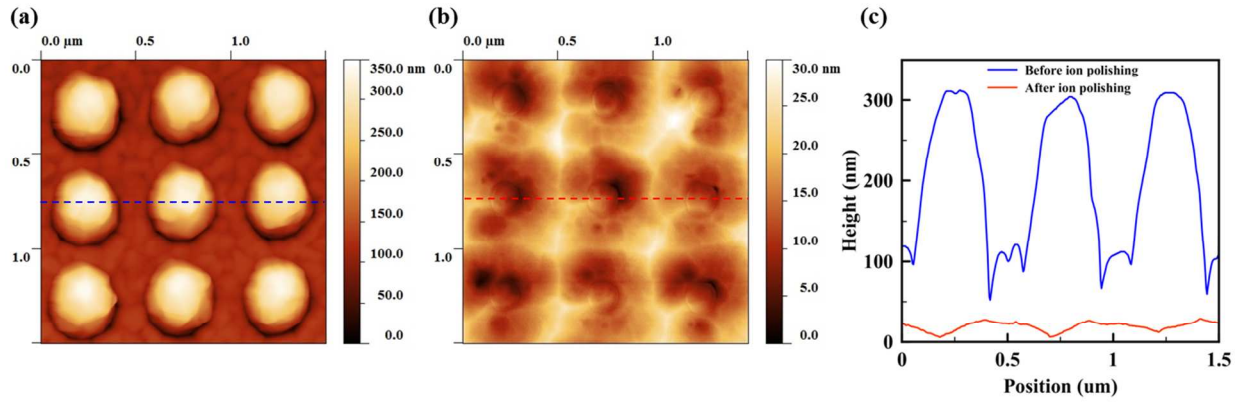 (a)
0.0 μm 0.5 1.0
0.0
0.5
1.0
350.0 nm
300.0
250.0
200.0
150.0
100.0
50.0
0.0
(b)
0.0 μm 0.5 1.0
0.0
0.5
1.0
30.0 nm
25.0
20.0
15.0
10.0
5.0
0.0
(c)
Before ion polishing
After ion polishing
Height (nm)
300
200
100
0
0 0.5 1 1.5
Position (um)